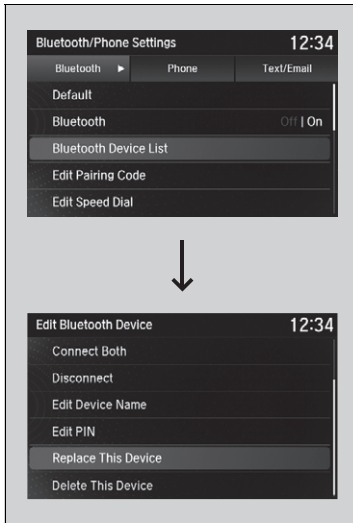 Bluetooth/Phone Settings 12:34
Bluetooth ► Phone Text/Email
Default
Bluetooth Off | On
Bluetooth Device List
Edit Pairing Code
Edit Speed Dial
Edit Bluetooth Device 12:34
Connect Both
Disconnect
Edit Device Name
Edit PIN
Replace This Device
Delete This Device